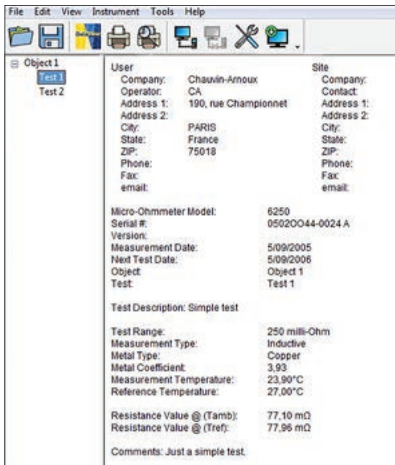 File Edit View Instrument Tools Help
DataView
Object 1
Test 1
Test 2
User
Company: Chauvin-Arnoux
Operator: CA
Address 1: 190, rue Championnet
Address 2:
City: PARIS
State: France
ZIP: 75018
Phone:
Fax:
email:
Site
Company:
Contact:
Address 1:
Address 2:
City:
State:
ZIP:
Phone:
Fax:
email:
Micro-Ohmmeter Model: 6250
Serial #: 0502OO44-0024 A
Version:
Measurement Date: 5/09/2005
Next Test Date: 5/09/2006
Object: Object 1
Test: Test 1
Test Description: Simple test
Test Range: 250 milli-Ohm
Measurement Type: Inductive
Metal Type: Copper
Metal Coefficient: 3,93
Measurement Temperature: 23,90°C
Reference Temperature: 27,00°C
Resistance Value @ (Tamb): 77,10 mΩ
Resistance Value @ (Tref): 77,96 mΩ
Comments: Just a simple test.